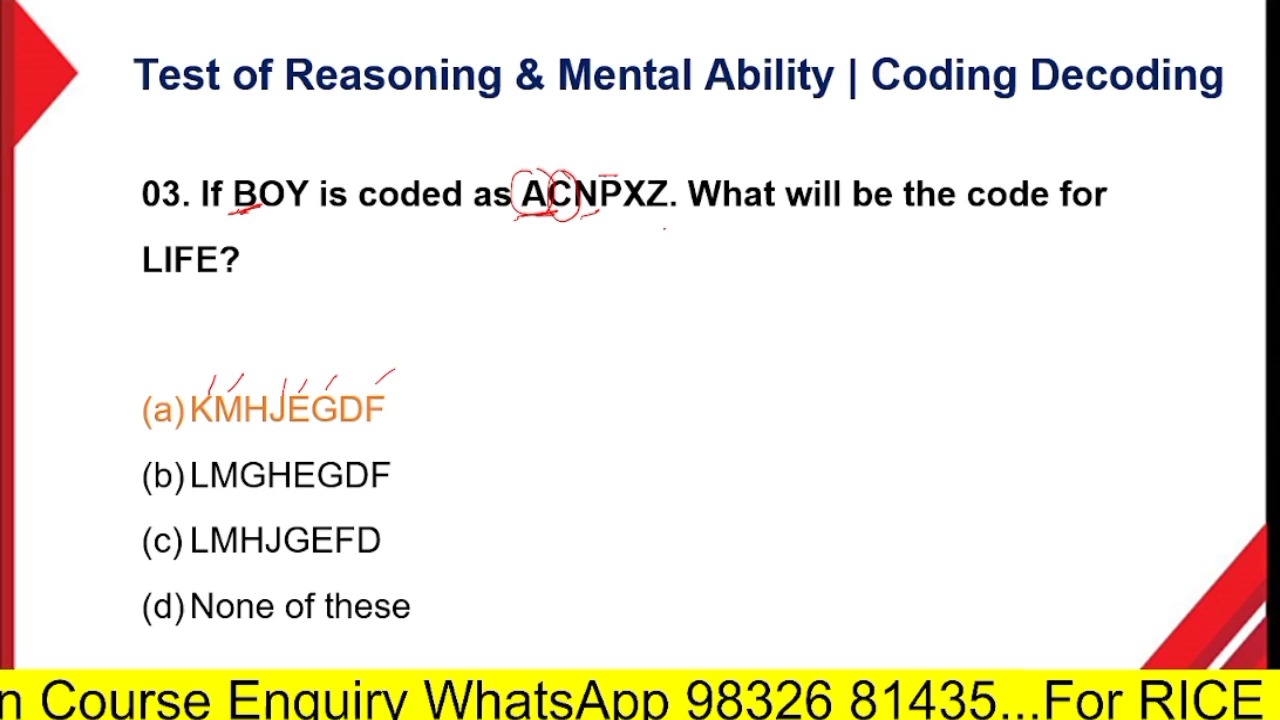 Test of Reasoning & Mental Ability | Coding Decoding
03. If BOY is coded as ACNPXZ. What will be the code for
LIFE?
(a) KMHJEGDF
(b) LMGHEGDF
(c) LMHJGEFD
(d) None of these
n Course Enquiry WhatsApp 98326 81435...For RICE